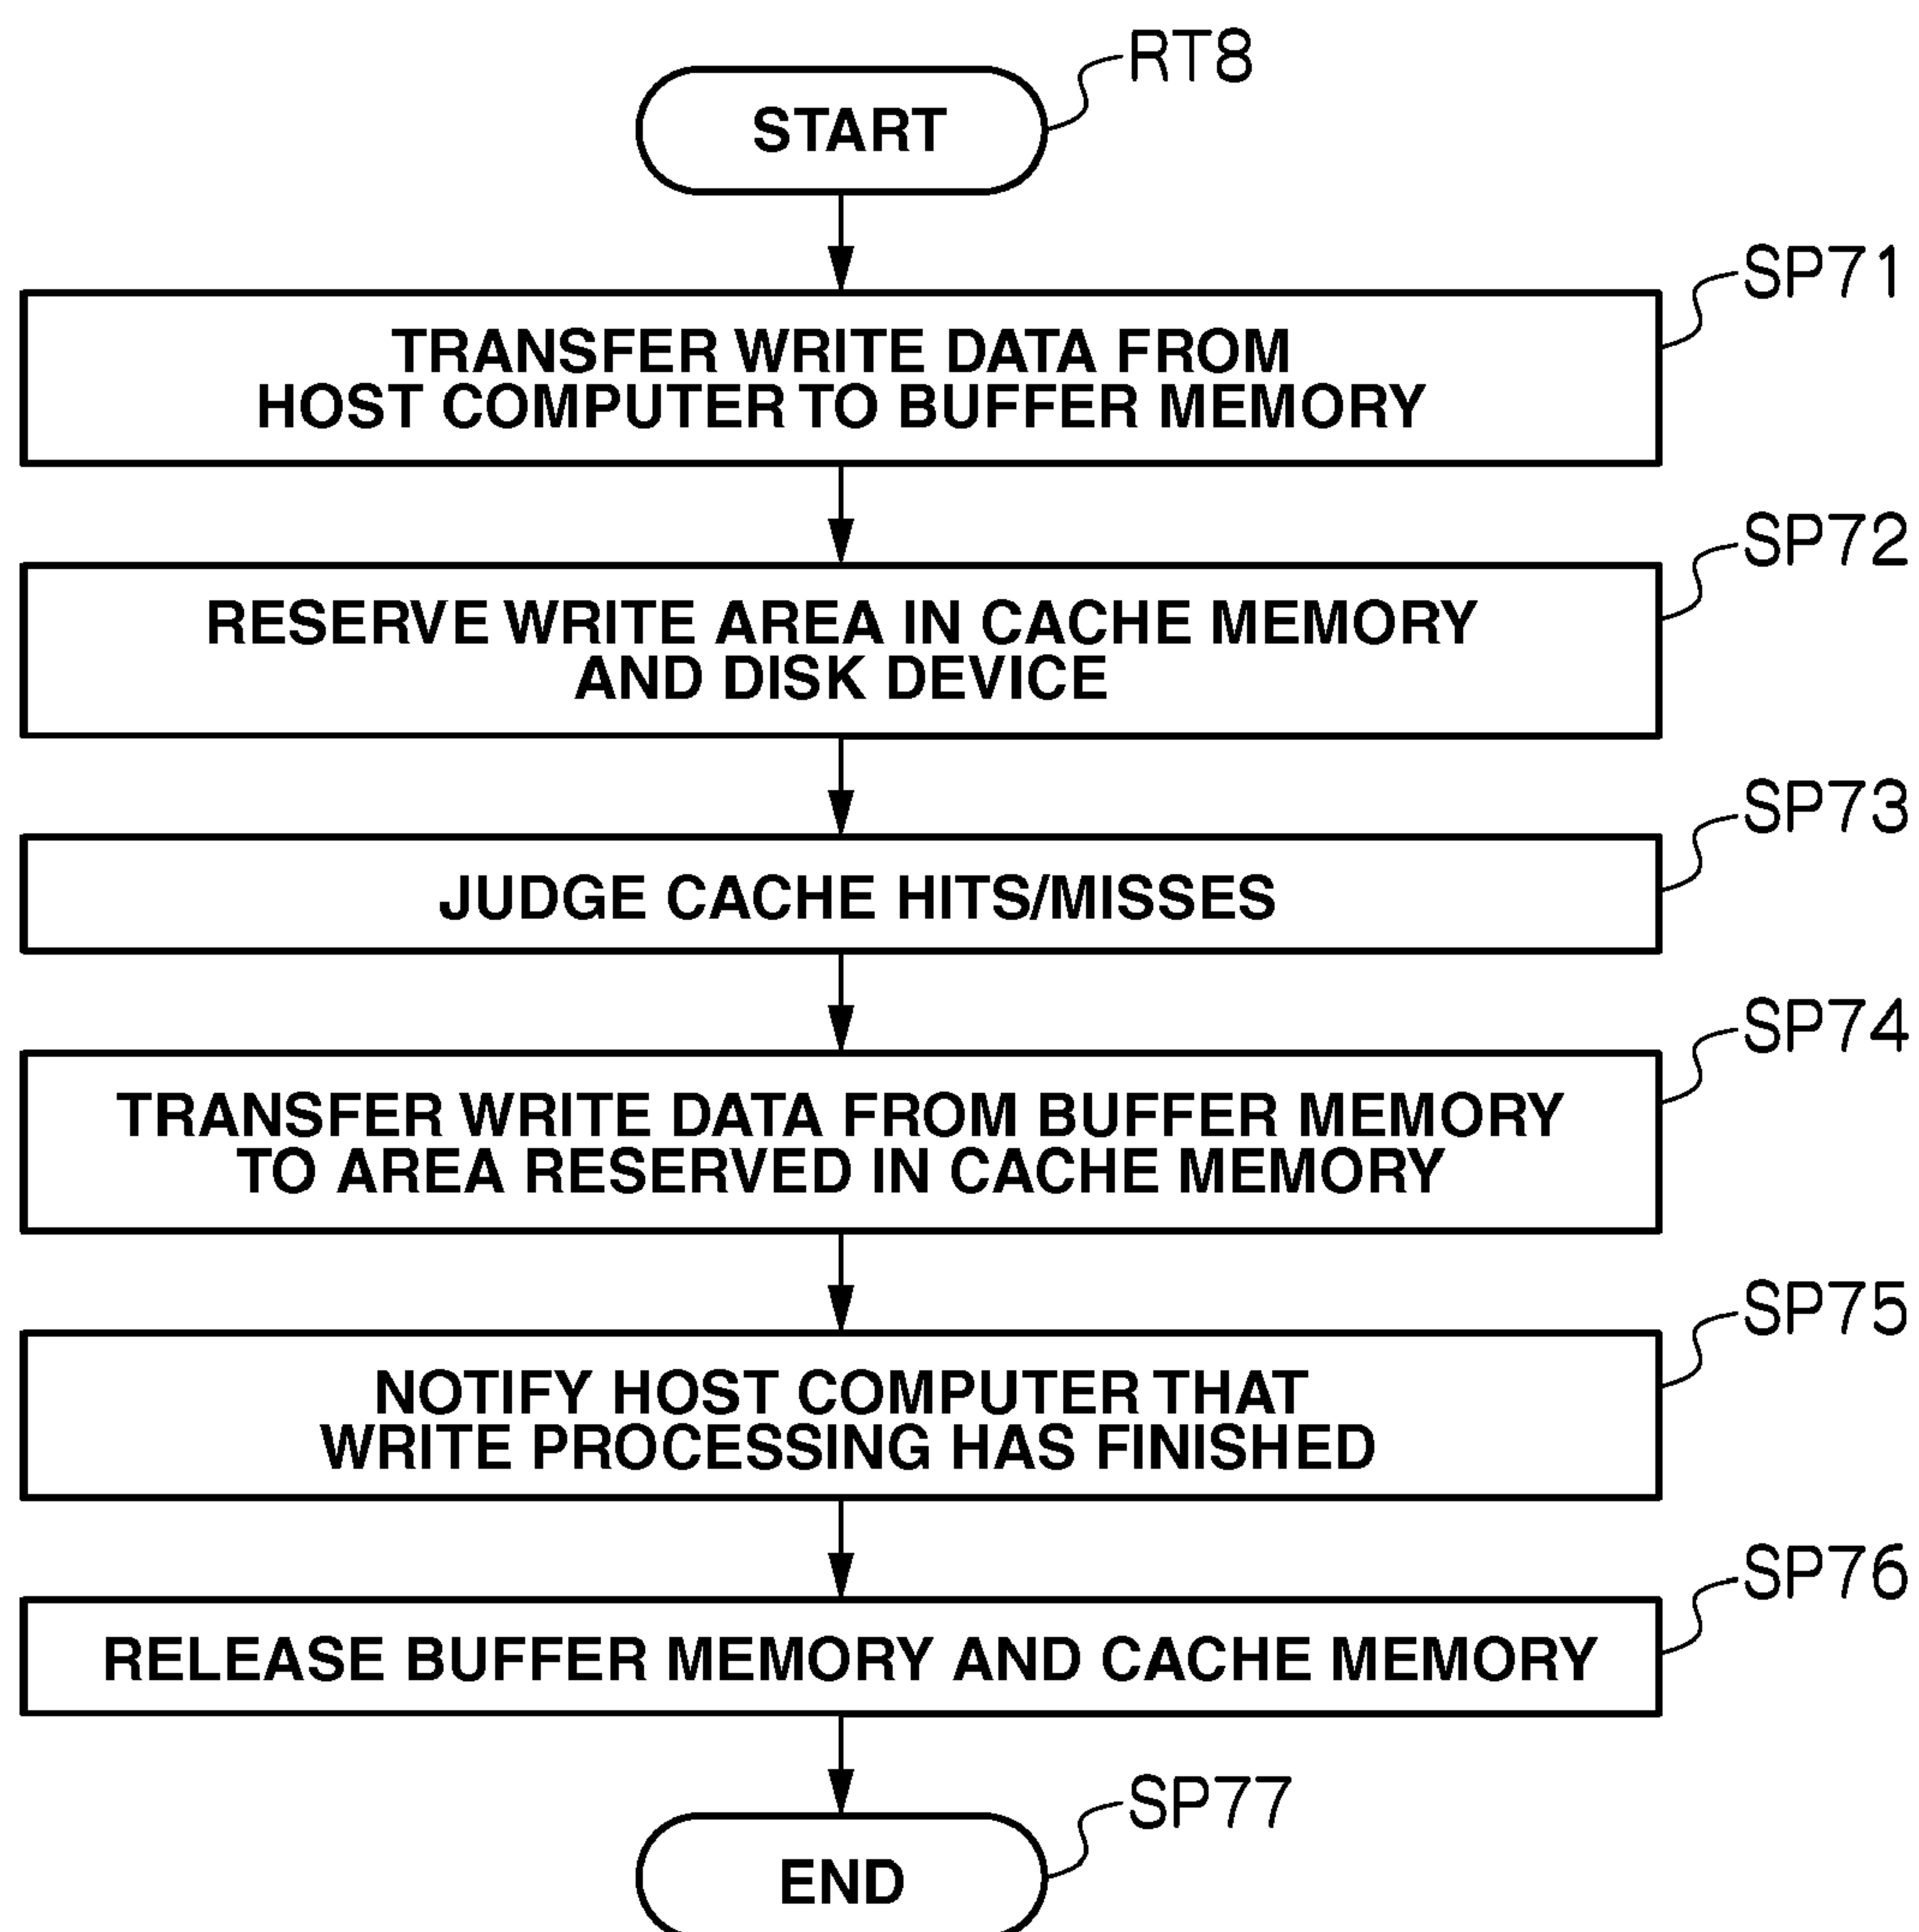 RT8
START
SP71
TRANSFER WRITE DATA FROM
HOST COMPUTER TO BUFFER MEMORY
SP72
RESERVE WRITE AREA IN CACHE MEMORY
AND DISK DEVICE
SP73
JUDGE CACHE HITS/MISSES
SP74
TRANSFER WRITE DATA FROM BUFFER MEMORY
TO AREA RESERVED IN CACHE MEMORY
SP75
NOTIFY HOST COMPUTER THAT
WRITE PROCESSING HAS FINISHED
SP76
RELEASE BUFFER MEMORY AND CACHE MEMORY
SP77
END